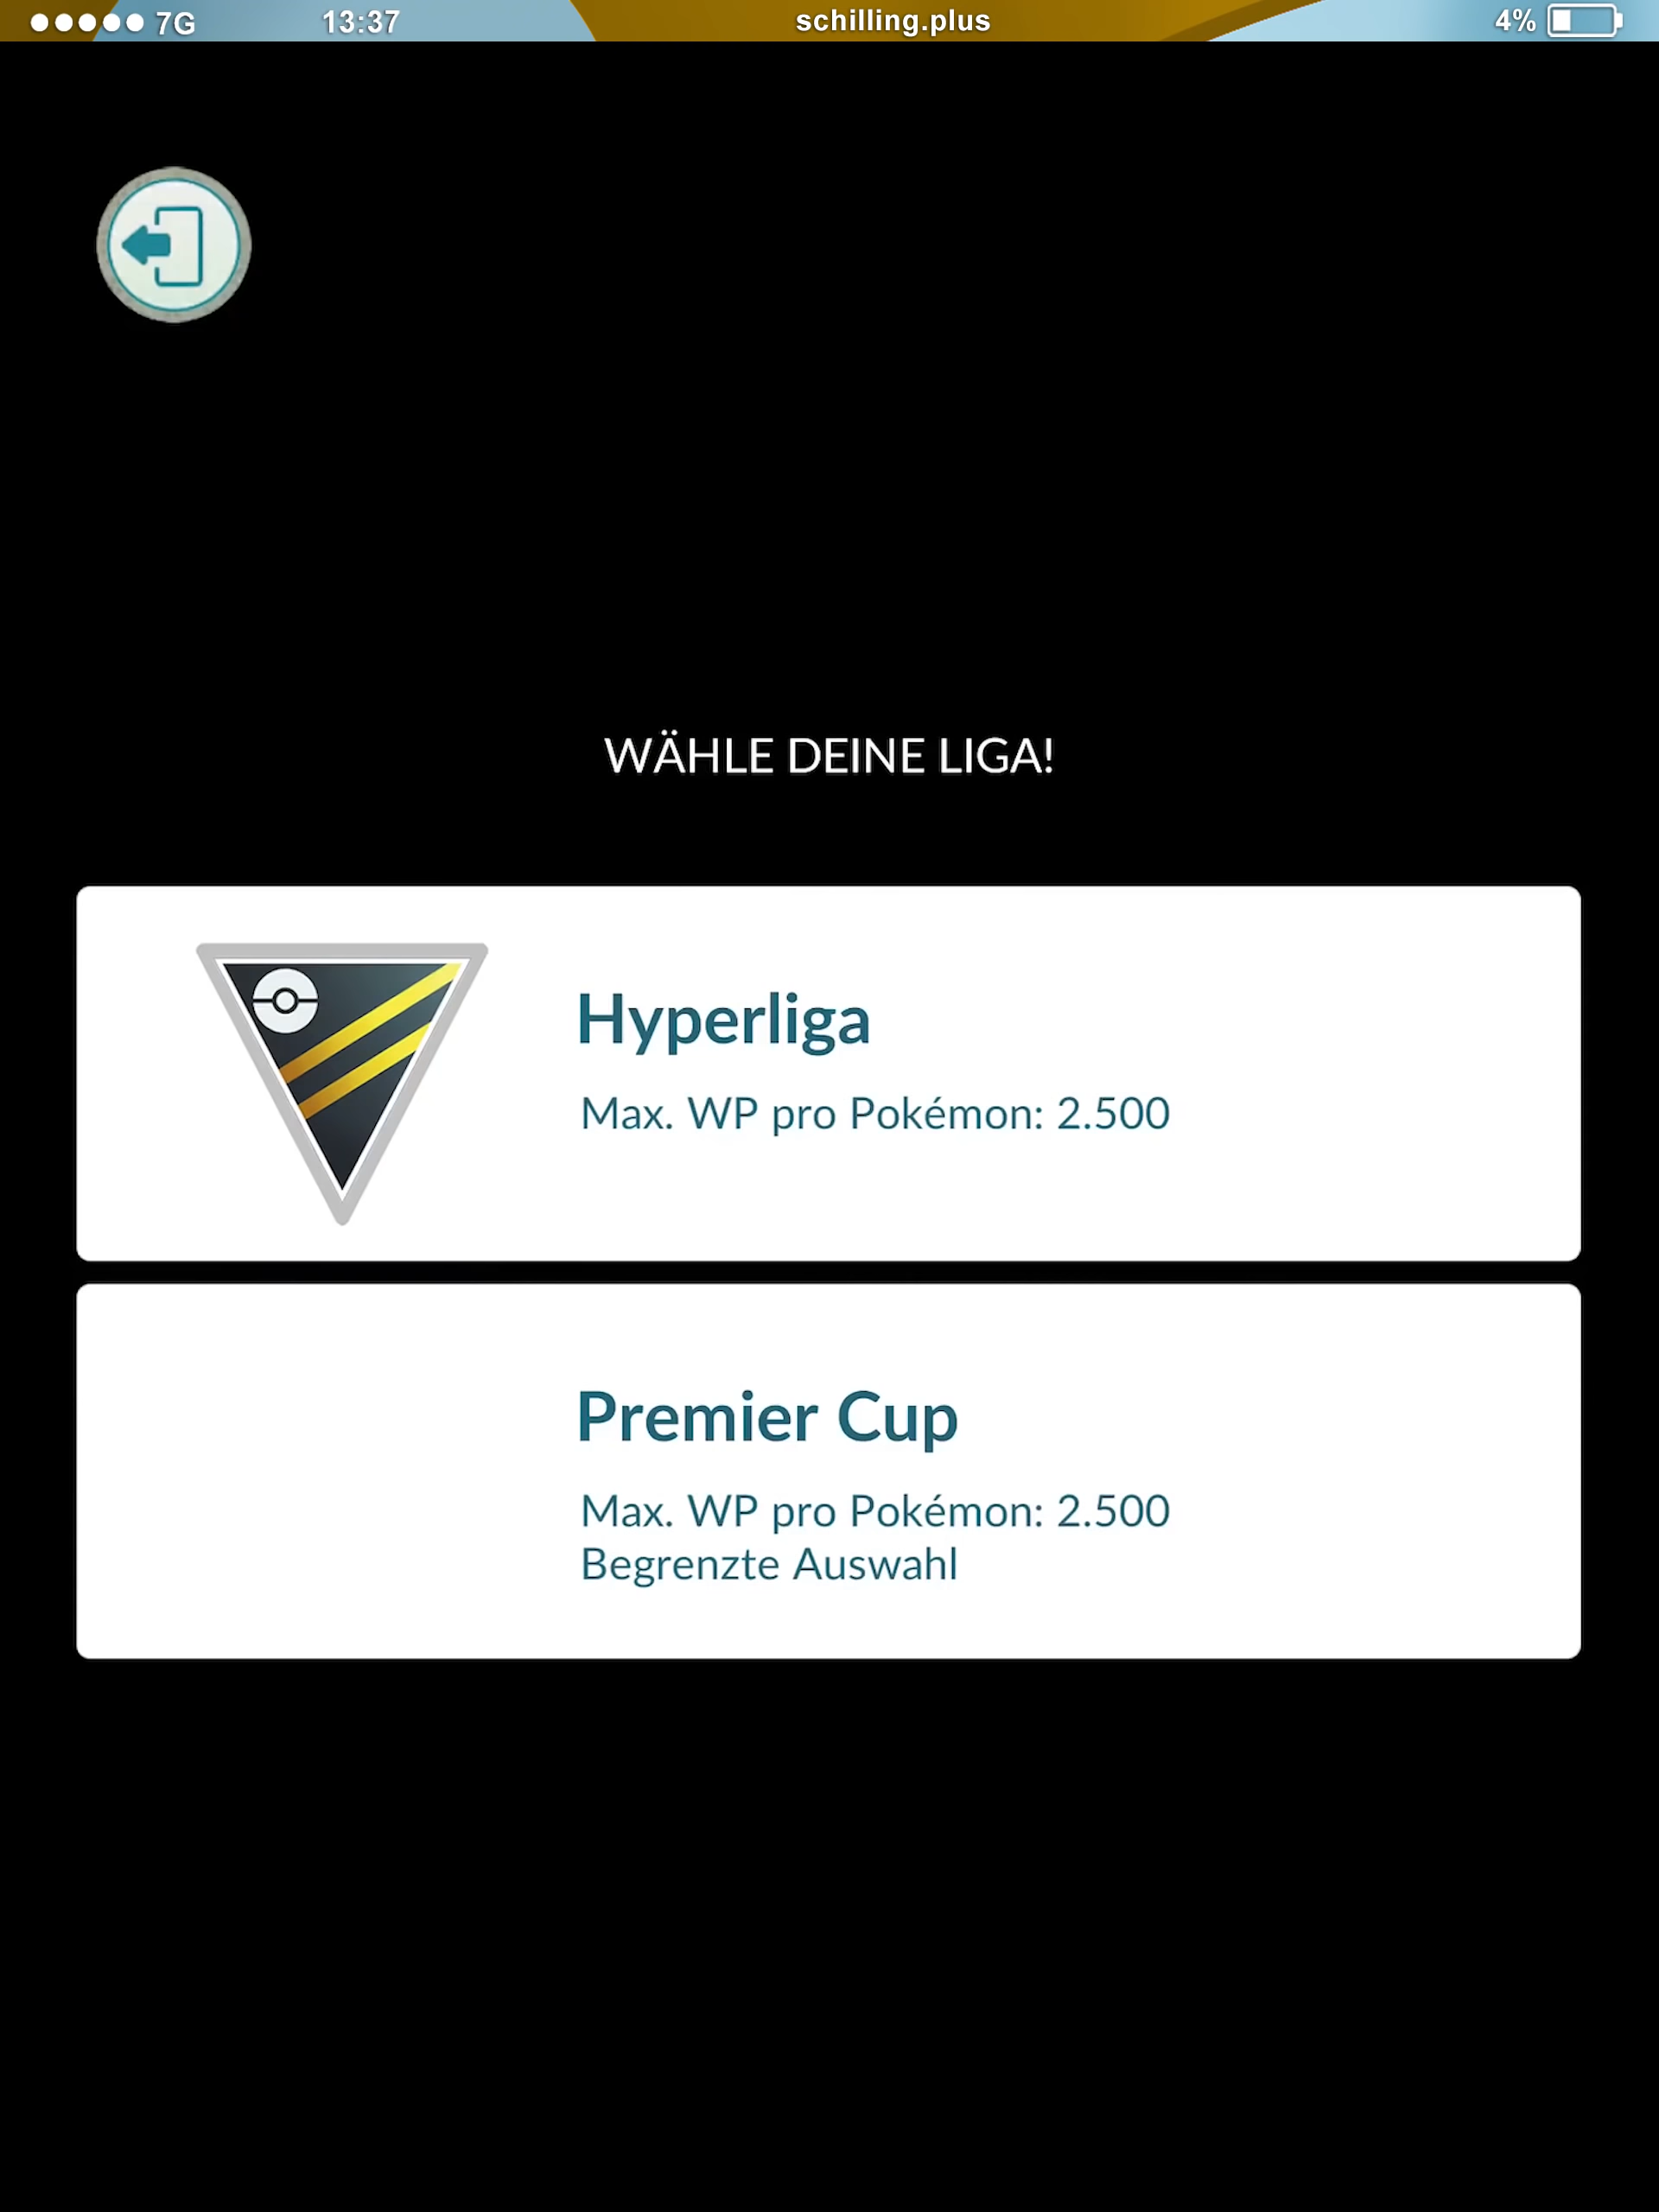 7G 13:37 schilling.plus 4%
WÄHLE DEINE LIGA!
Hyperliga
Max. WP pro Pokémon: 2.500
Premier Cup
Max. WP pro Pokémon: 2.500
Begrenzte Auswahl